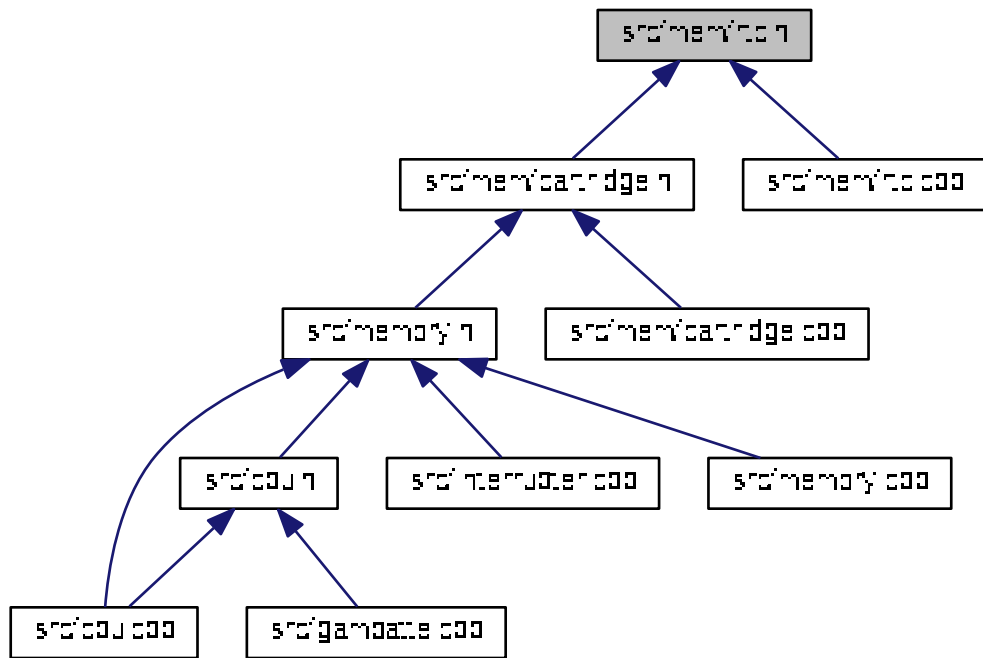 src/mem/rtc.h
src/mem/cartridge.h
src/mem/rtc.cpp
src/memory.h
src/mem/cartridge.cpp
src/cpu.h
src/interrupter.cpp
src/memory.cpp
src/cpu.cpp
src/gambatte.cpp